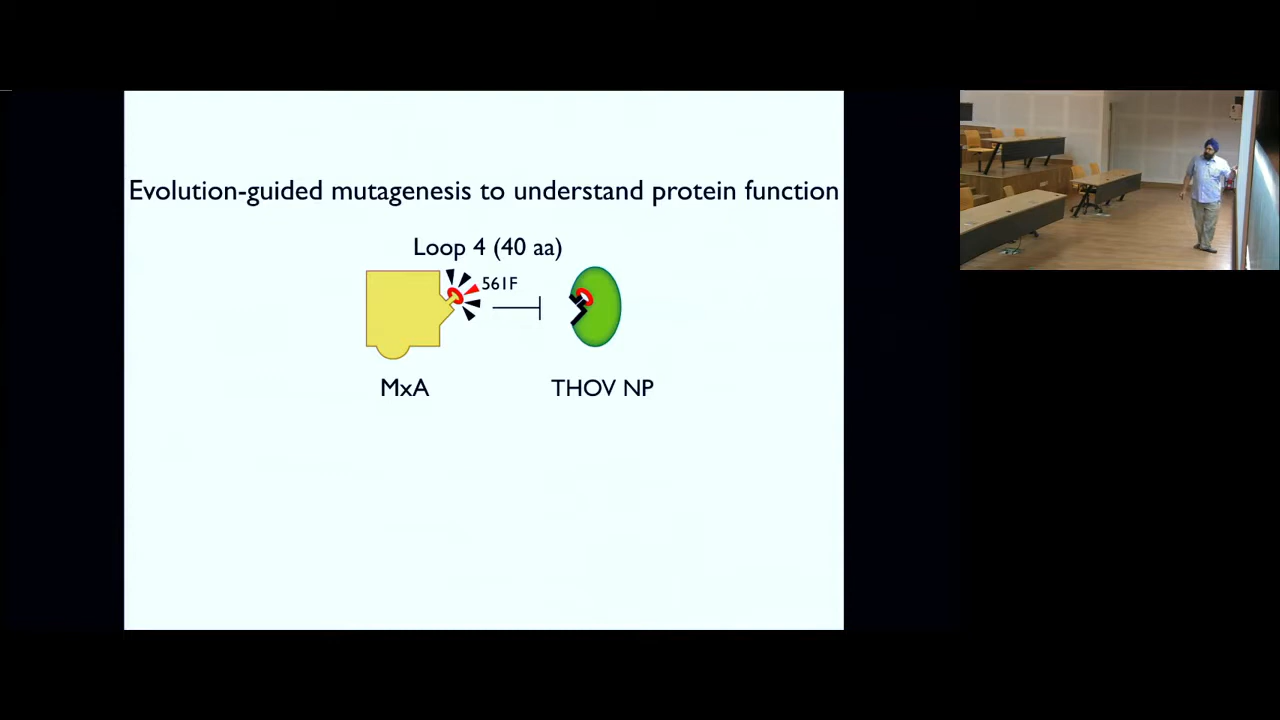 Evolution-guided mutagenesis to understand protein function
Loop 4 (40 aa)
561F
MxA
THOV NP